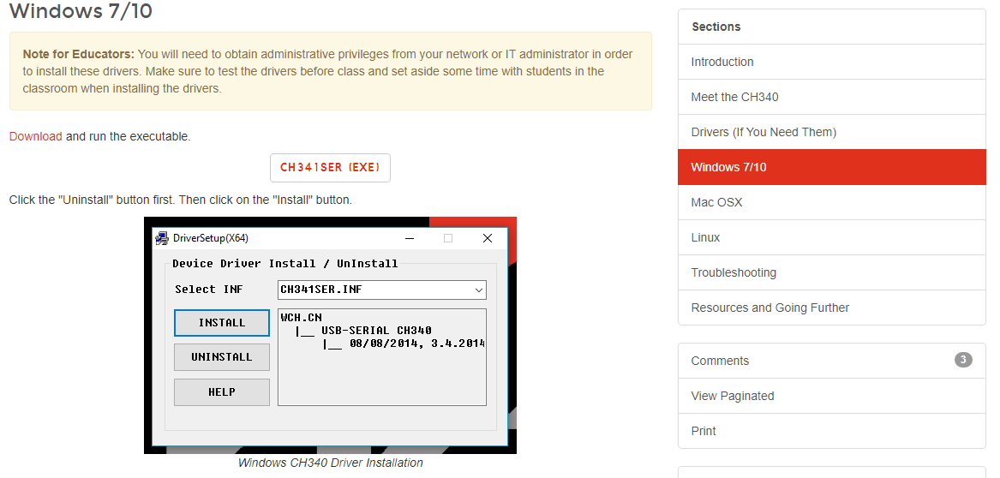 Windows 7/10
Note for Educators: You will need to obtain administrative privileges from your network or IT administrator in order
to install these drivers. Make sure to test the drivers before class and set aside some time with students in the
classroom when installing the drivers.
Download and run the executable.
CH341SER (EXE)
Click the "Uninstall" button first. Then click on the "Install" button.
DriverSetup(X64)
Device Driver Install / UnInstall
Select INF
CH341SER.INF
INSTALL
UNINSTALL
HELP
WCH.CN
|__ USB-SERIAL CH340
|__ 08/08/2014, 3.4.2014
Windows CH340 Driver Installation
Sections
Introduction
Meet the CH340
Drivers (If You Need Them)
Windows 7/10
Mac OSX
Linux
Troubleshooting
Resources and Going Further
Comments 3
View Paginated
Print